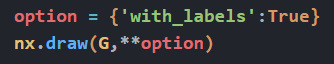 option = {'with_labels':True}
nx.draw(G,**option)